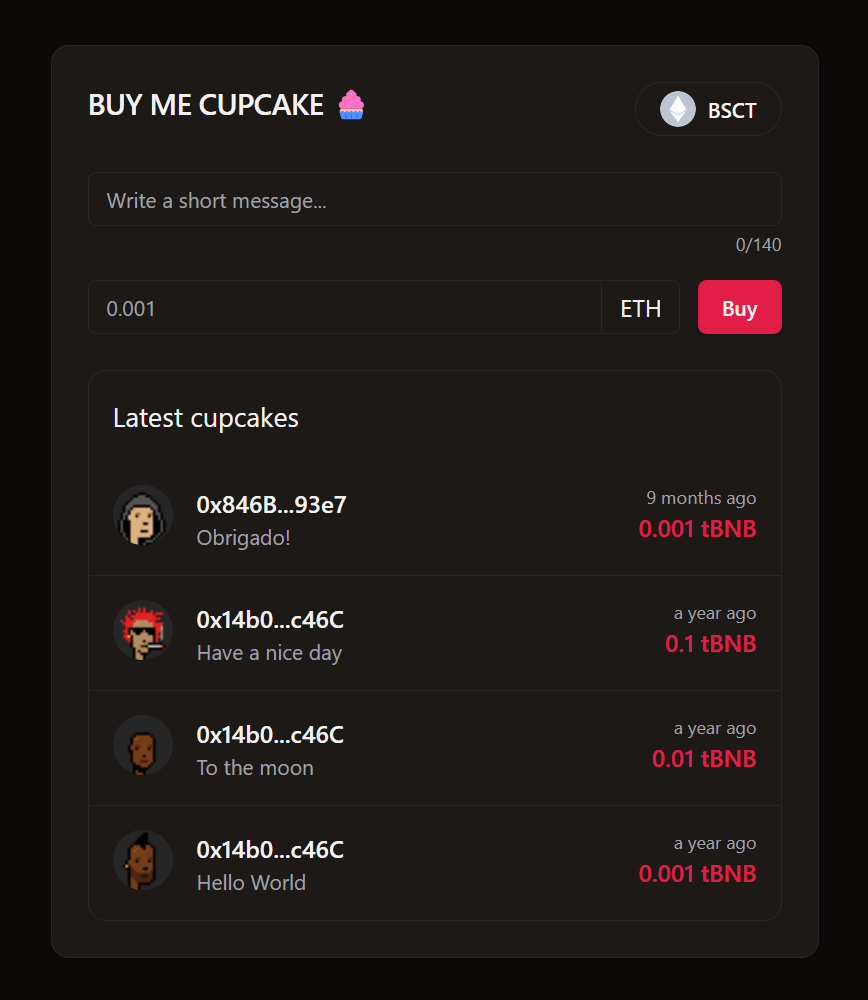 BUY ME CUPCAKE
BSCT
Write a short message...
0/140
0.001
ETH
Buy
Latest cupcakes
0x846B...93e7
9 months ago
Obrigado!
0.001 tBNB
0x14b0...c46C
a year ago
Have a nice day
0.1 tBNB
0x14b0...c46C
a year ago
To the moon
0.01 tBNB
0x14b0...c46C
a year ago
Hello World
0.001 tBNB